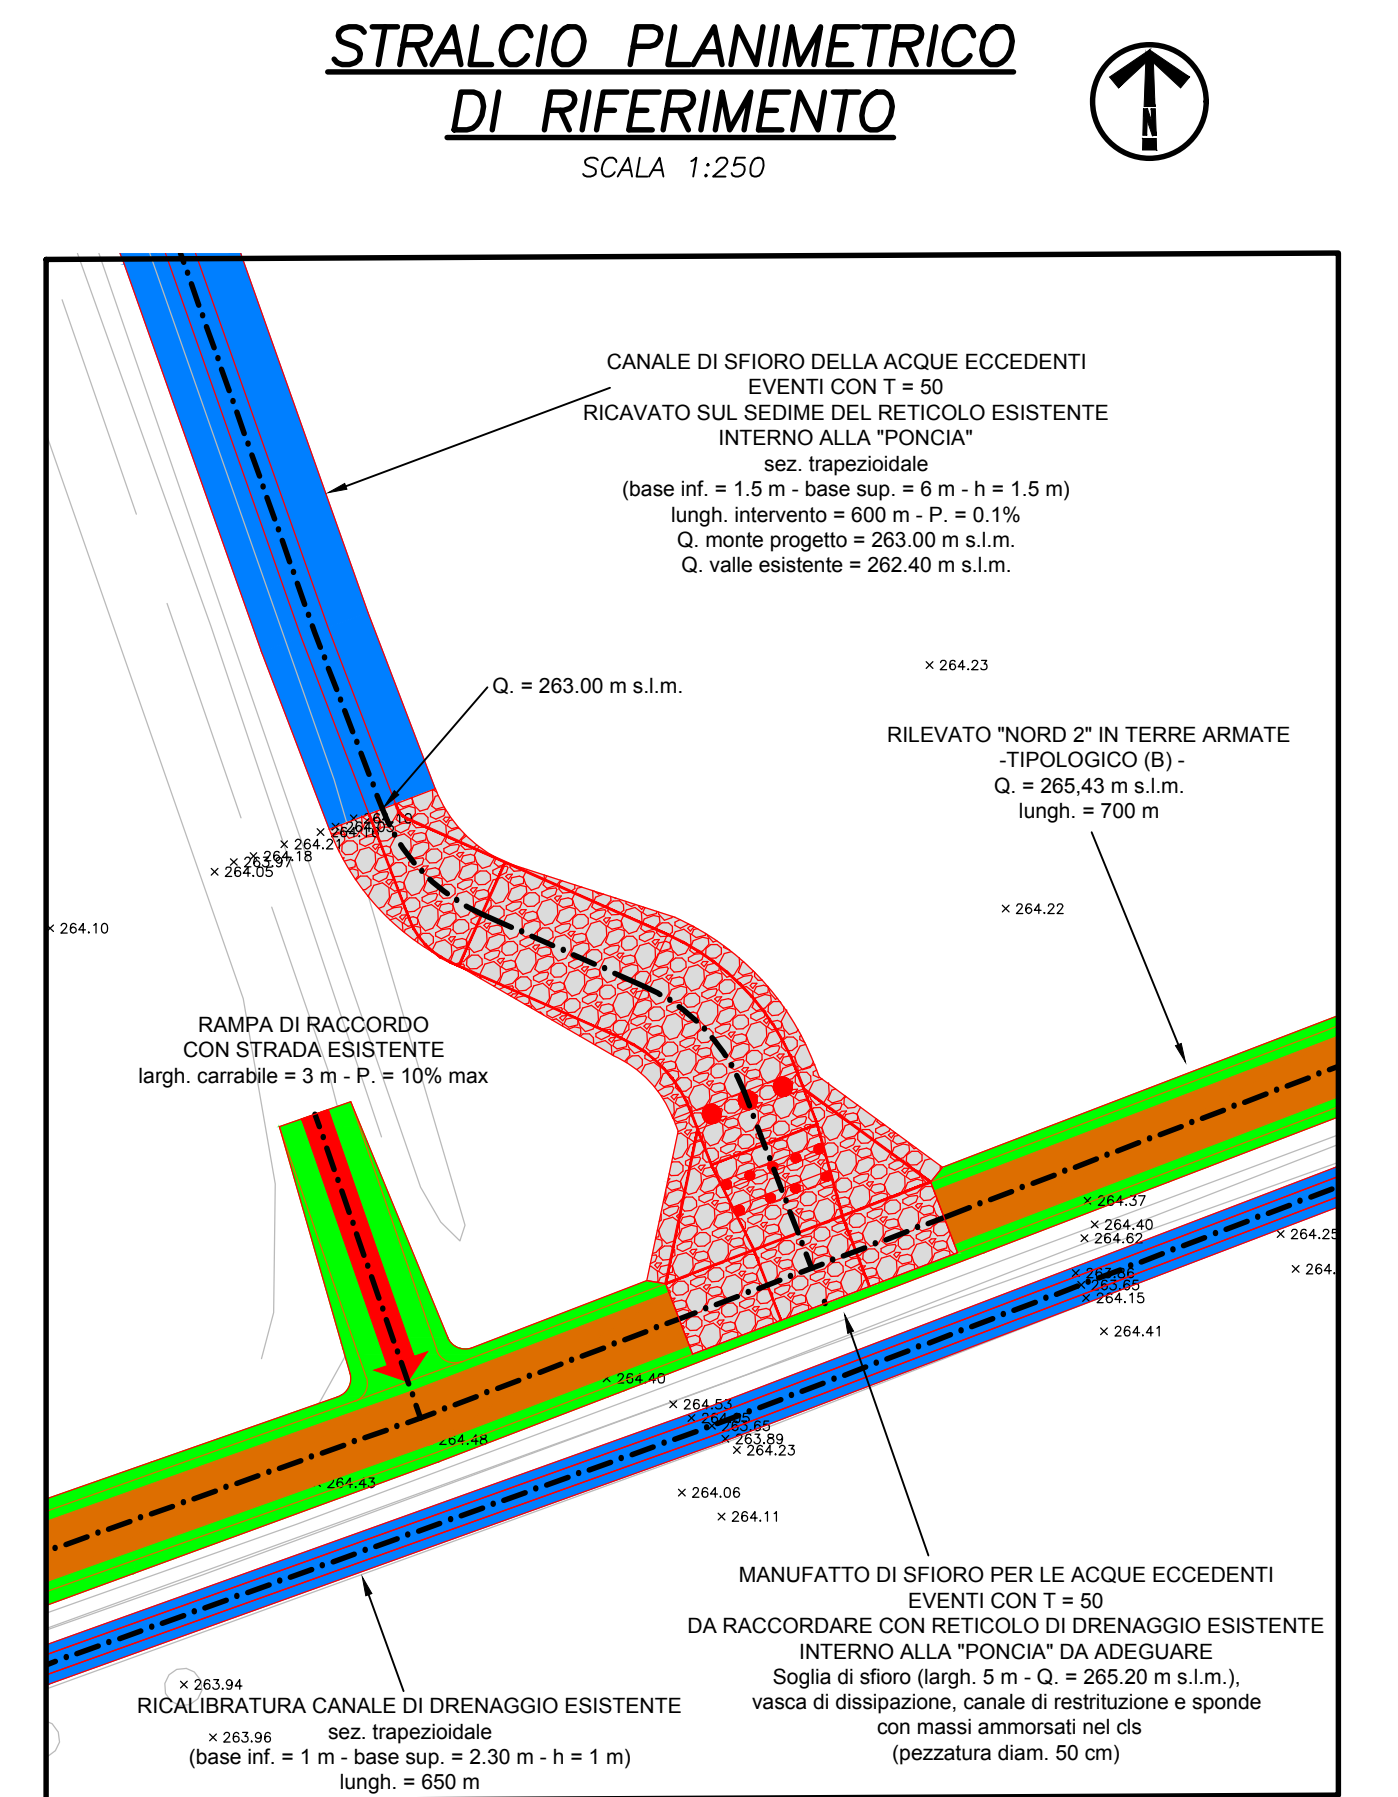 STRALCIO PLANIMETRICO
DI RIFERIMENTO
SCALA 1:250
N
CANALE DI SFIORO DELLA ACQUE ECCEDENTI
EVENTI CON T = 50
RICAVATO SUL SEDIME DEL RETICOLO ESISTENTE
INTERNO ALLA "PONCIA"
sez. trapezioidale
(base inf. = 1.5 m - base sup. = 6 m - h = 1.5 m)
lungh. intervento = 600 m - P. = 0.1%
Q. monte progetto = 263.00 m s.l.m.
Q. valle esistente = 262.40 m s.l.m.
× 264.23
Q. = 263.00 m s.l.m.
RILEVATO "NORD 2" IN TERRE ARMATE
-TIPOLOGICO (B) -
Q. = 265,43 m s.l.m.
lungh. = 700 m
× 264.21
× 264.18
× 263.97
× 264.05
× 264.22
× 264.10
RAMPA DI RACCORDO
CON STRADA ESISTENTE
largh. carrabile = 3 m - P. = 10% max
× 264.37
× 264.40
× 264.62
× 264.25
× 264.
× 263.65
× 264.15
× 264.41
× 264.40
× 264.53
263.65
× 263.89
× 264.23
264.48
264.43
× 264.06
× 264.11
MANUFATTO DI SFIORO PER LE ACQUE ECCEDENTI
EVENTI CON T = 50
DA RACCORDARE CON RETICOLO DI DRENAGGIO ESISTENTE
INTERNO ALLA "PONCIA" DA ADEGUARE
Soglia di sfioro (largh. 5 m - Q. = 265.20 m s.l.m.),
vasca di dissipazione, canale di restrituzione e sponde
con massi ammorsati nel cls
(pezzatura diam. 50 cm)
× 263.94
RICALIBRATURA CANALE DI DRENAGGIO ESISTENTE
sez. trapezioidale
× 263.96
(base inf. = 1 m - base sup. = 2.30 m - h = 1 m)
lungh. = 650 m